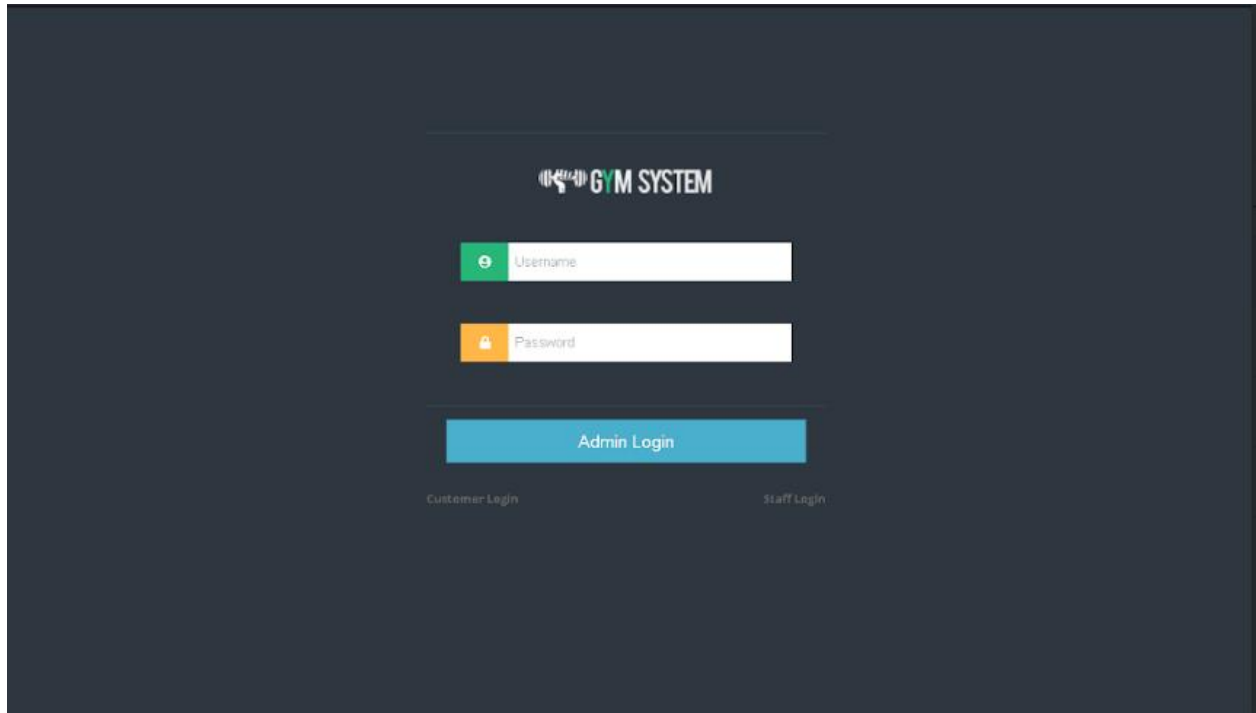 GYM SYSTEM
Username
Password
Admin Login
Customer Login
Staff Login